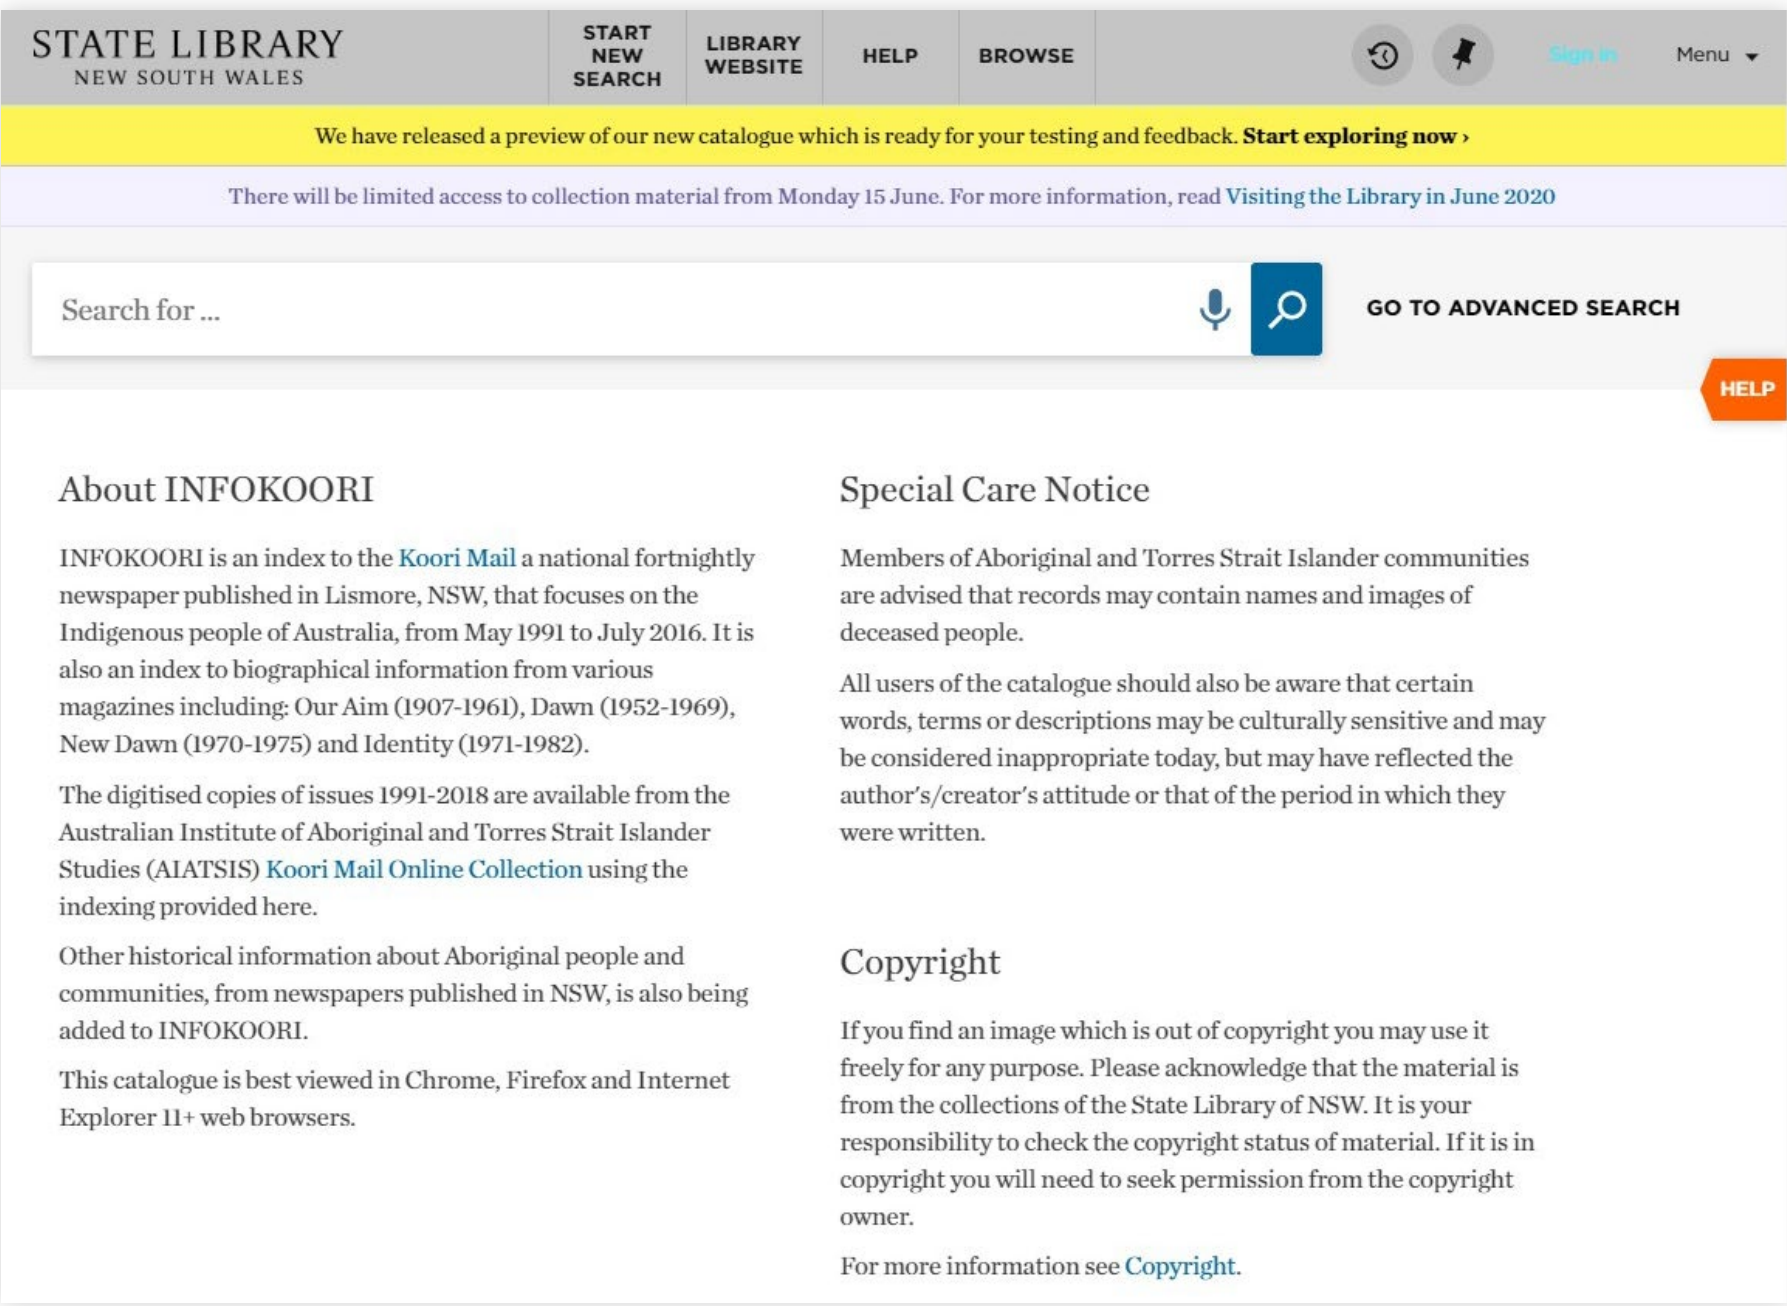 STATE LIBRARY
NEW SOUTH WALES
START
NEW
SEARCH
LIBRARY
WEBSITE
HELP
BROWSE
Sign in
Menu
We have released a preview of our new catalogue which is ready for your testing and feedback. Start exploring now ›
There will be limited access to collection material from Monday 15 June. For more information, read Visiting the Library in June 2020
Search for ...
GO TO ADVANCED SEARCH
HELP
About INFOKOORI
INFOKOORI is an index to the Koori Mail a national fortnightly
newspaper published in Lismore, NSW, that focuses on the
Indigenous people of Australia, from May 1991 to July 2016. It is
also an index to biographical information from various
magazines including: Our Aim (1907-1961), Dawn (1952-1969),
New Dawn (1970-1975) and Identity (1971-1982).
The digitised copies of issues 1991-2018 are available from the
Australian Institute of Aboriginal and Torres Strait Islander
Studies (AIATSIS) Koori Mail Online Collection using the
indexing provided here.
Other historical information about Aboriginal people and
communities, from newspapers published in NSW, is also being
added to INFOKOORI.
This catalogue is best viewed in Chrome, Firefox and Internet
Explorer 11+ web browsers.
Special Care Notice
Members of Aboriginal and Torres Strait Islander communities
are advised that records may contain names and images of
deceased people.
All users of the catalogue should also be aware that certain
words, terms or descriptions may be culturally sensitive and may
be considered inappropriate today, but may have reflected the
author's/creator's attitude or that of the period in which they
were written.
Copyright
If you find an image which is out of copyright you may use it
freely for any purpose. Please acknowledge that the material is
from the collections of the State Library of NSW. It is your
responsibility to check the copyright status of material. If it is in
copyright you will need to seek permission from the copyright
owner.
For more information see Copyright.